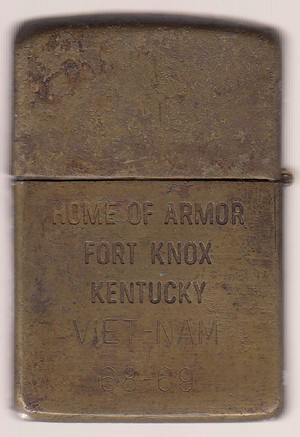 HOME OF ARMOR
FORT KNOX
KENTUCKY
VIET-NAM
68-69